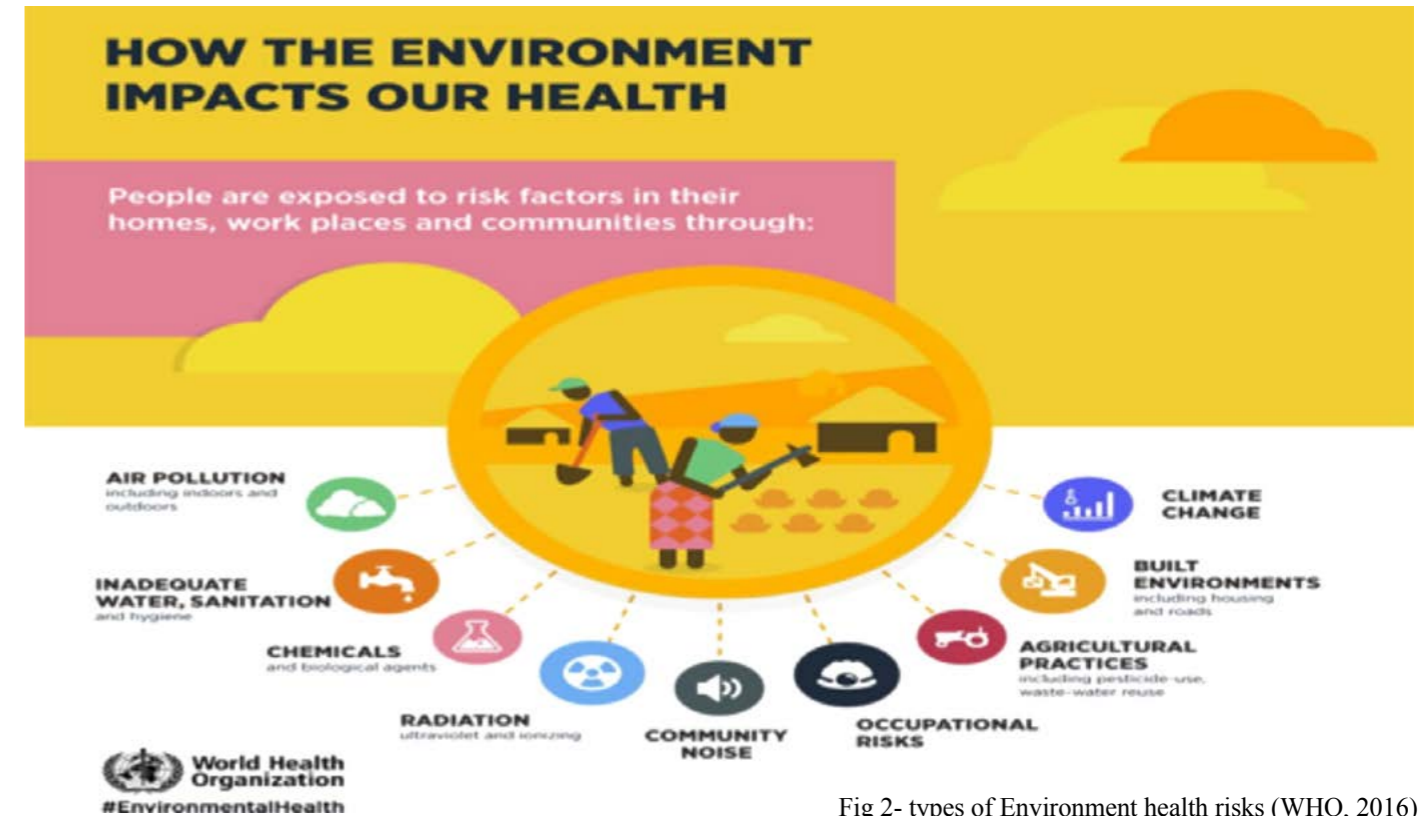 HOW THE ENVIRONMENT
IMPACTS OUR HEALTH
People are exposed to risk factors in their
homes, work places and communities through:
AIR POLLUTION
including indoors and
outdoors
INADEQUATE
WATER, SANITATION
and hygiene
CHEMICALS
and biological agents
RADIATION
ultraviolet and ionizing
COMMUNITY
NOISE
OCCUPATIONAL
RISKS
AGRICULTURAL
PRACTICES
including pesticide-use,
waste-water reuse
BUILT
ENVIRONMENTS
including housing
and roads
CLIMATE
CHANGE
World Health
Organization
#EnvironmentalHealth
Fig 2- types of Environment health risks (WHO, 2016)